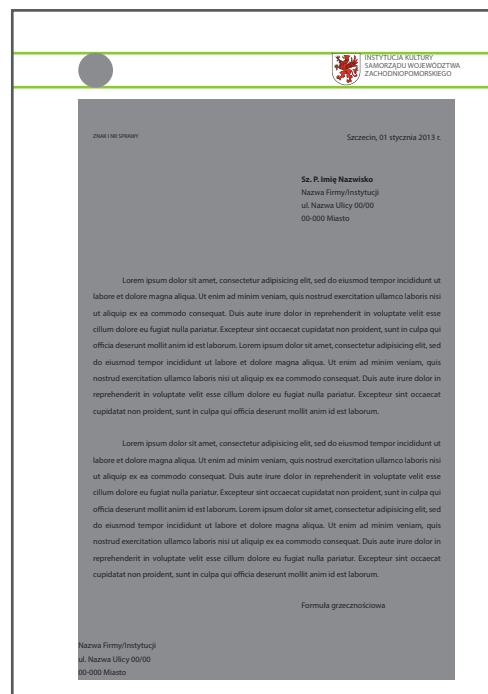 INSTYTUCJA KULTURY
SAMORZĄDU WOJEWÓDZTWA
ZACHODNIOPOMORSKIEGO
ZNAK I NR SPRAWY
Szczecin, 01 stycznia 2013 r.
Sz. P. Imię Nazwisko
Nazwa Firmy/Instytucji
ul. Nazwa Ulicy 00/00
00-000 Miasto
Lorem ipsum dolor sit amet, consectetur adipisicing elit, sed do eiusmod tempor incididunt ut
labore et dolore magna aliqua. Ut enim ad minim veniam, quis nostrud exercitation ullamco laboris nisi
ut aliquip ex ea commodo consequat. Duis aute irure dolor in reprehenderit in voluptate velit esse
cillum dolore eu fugiat nulla pariatur. Excepteur sint occaecat cupidatat non proident, sunt in culpa qui
officia deserunt mollit anim id est laborum. Lorem ipsum dolor sit amet, consectetur adipisicing elit, sed
do eiusmod tempor incididunt ut labore et dolore magna aliqua. Ut enim ad minim veniam, quis
nostrud exercitation ullamco laboris nisi ut aliquip ex ea commodo consequat. Duis aute irure dolor in
reprehenderit in voluptate velit esse cillum dolore eu fugiat nulla pariatur. Excepteur sint occaecat
cupidatat non proident, sunt in culpa qui officia deserunt mollit anim id est laborum.
Lorem ipsum dolor sit amet, consectetur adipisicing elit, sed do eiusmod tempor incididunt ut
labore et dolore magna aliqua. Ut enim ad minim veniam, quis nostrud exercitation ullamco laboris nisi
ut aliquip ex ea commodo consequat. Duis aute irure dolor in reprehenderit in voluptate velit esse
cillum dolore eu fugiat nulla pariatur. Excepteur sint occaecat cupidatat non proident, sunt in culpa qui
officia deserunt mollit anim id est laborum. Lorem ipsum dolor sit amet, consectetur adipisicing elit, sed
do eiusmod tempor incididunt ut labore et dolore magna aliqua. Ut enim ad minim veniam, quis
nostrud exercitation ullamco laboris nisi ut aliquip ex ea commodo consequat. Duis aute irure dolor in
reprehenderit in voluptate velit esse cillum dolore eu fugiat nulla pariatur. Excepteur sint occaecat
cupidatat non proident, sunt in culpa qui officia deserunt mollit anim id est laborum.
Formuła grzecznościowa
Nazwa Firmy/Instytucji
ul. Nazwa Ulicy 00/00
00-000 Miasto